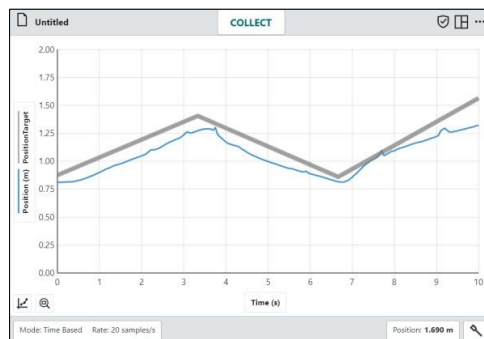 Untitled
COLLECT
2.00
1.75
1.50
1.25
1.00
0.75
0.50
0.25
0.00
Position (m) PositionTarget
0 1 2 3 4 5 6 7 8 9 10
Time (s)
Mode: Time Based Rate: 20 samples/s
Position: 1.690 m